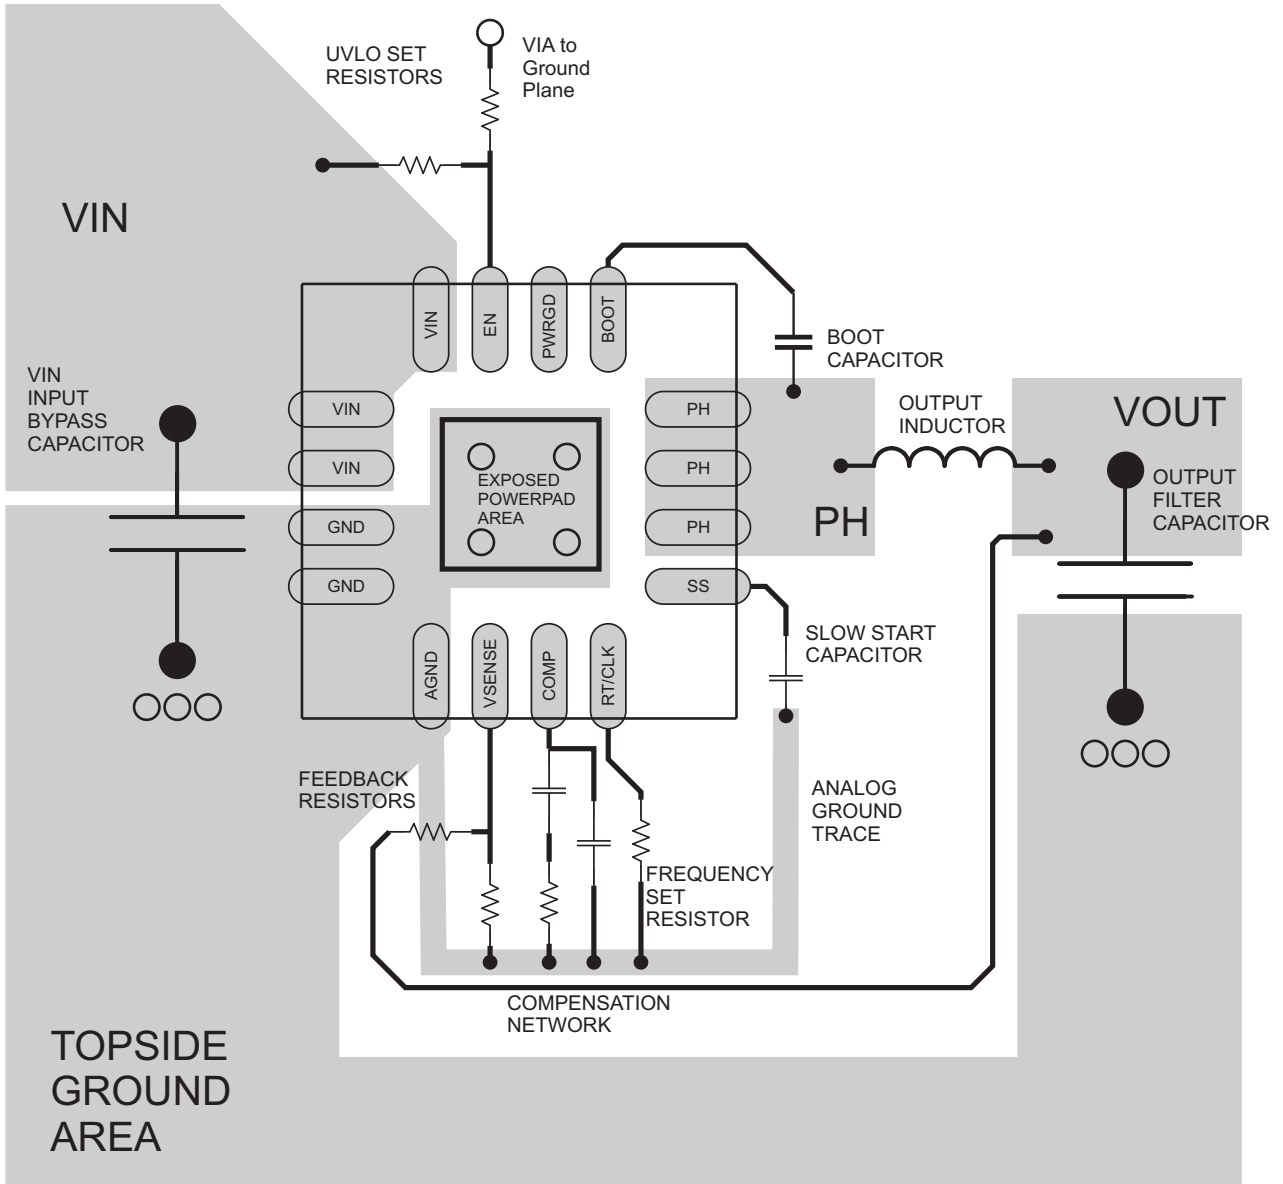 UVLO SET
RESISTORS
VIA to
Ground
Plane
VIN
VIN
EN
PWRGD
BOOT
BOOT
CAPACITOR
VIN
INPUT
BYPASS
CAPACITOR
VIN
VIN
GND
GND
EXPOSED
POWERPAD
AREA
PH
PH
PH
SS
PH
OUTPUT
INDUCTOR
VOUT
OUTPUT
FILTER
CAPACITOR
SLOW START
CAPACITOR
AGND
VSENSE
COMP
RT/CLK
FEEDBACK
RESISTORS
ANALOG
GROUND
TRACE
FREQUENCY
SET
RESISTOR
COMPENSATION
NETWORK
TOPSIDE
GROUND
AREA